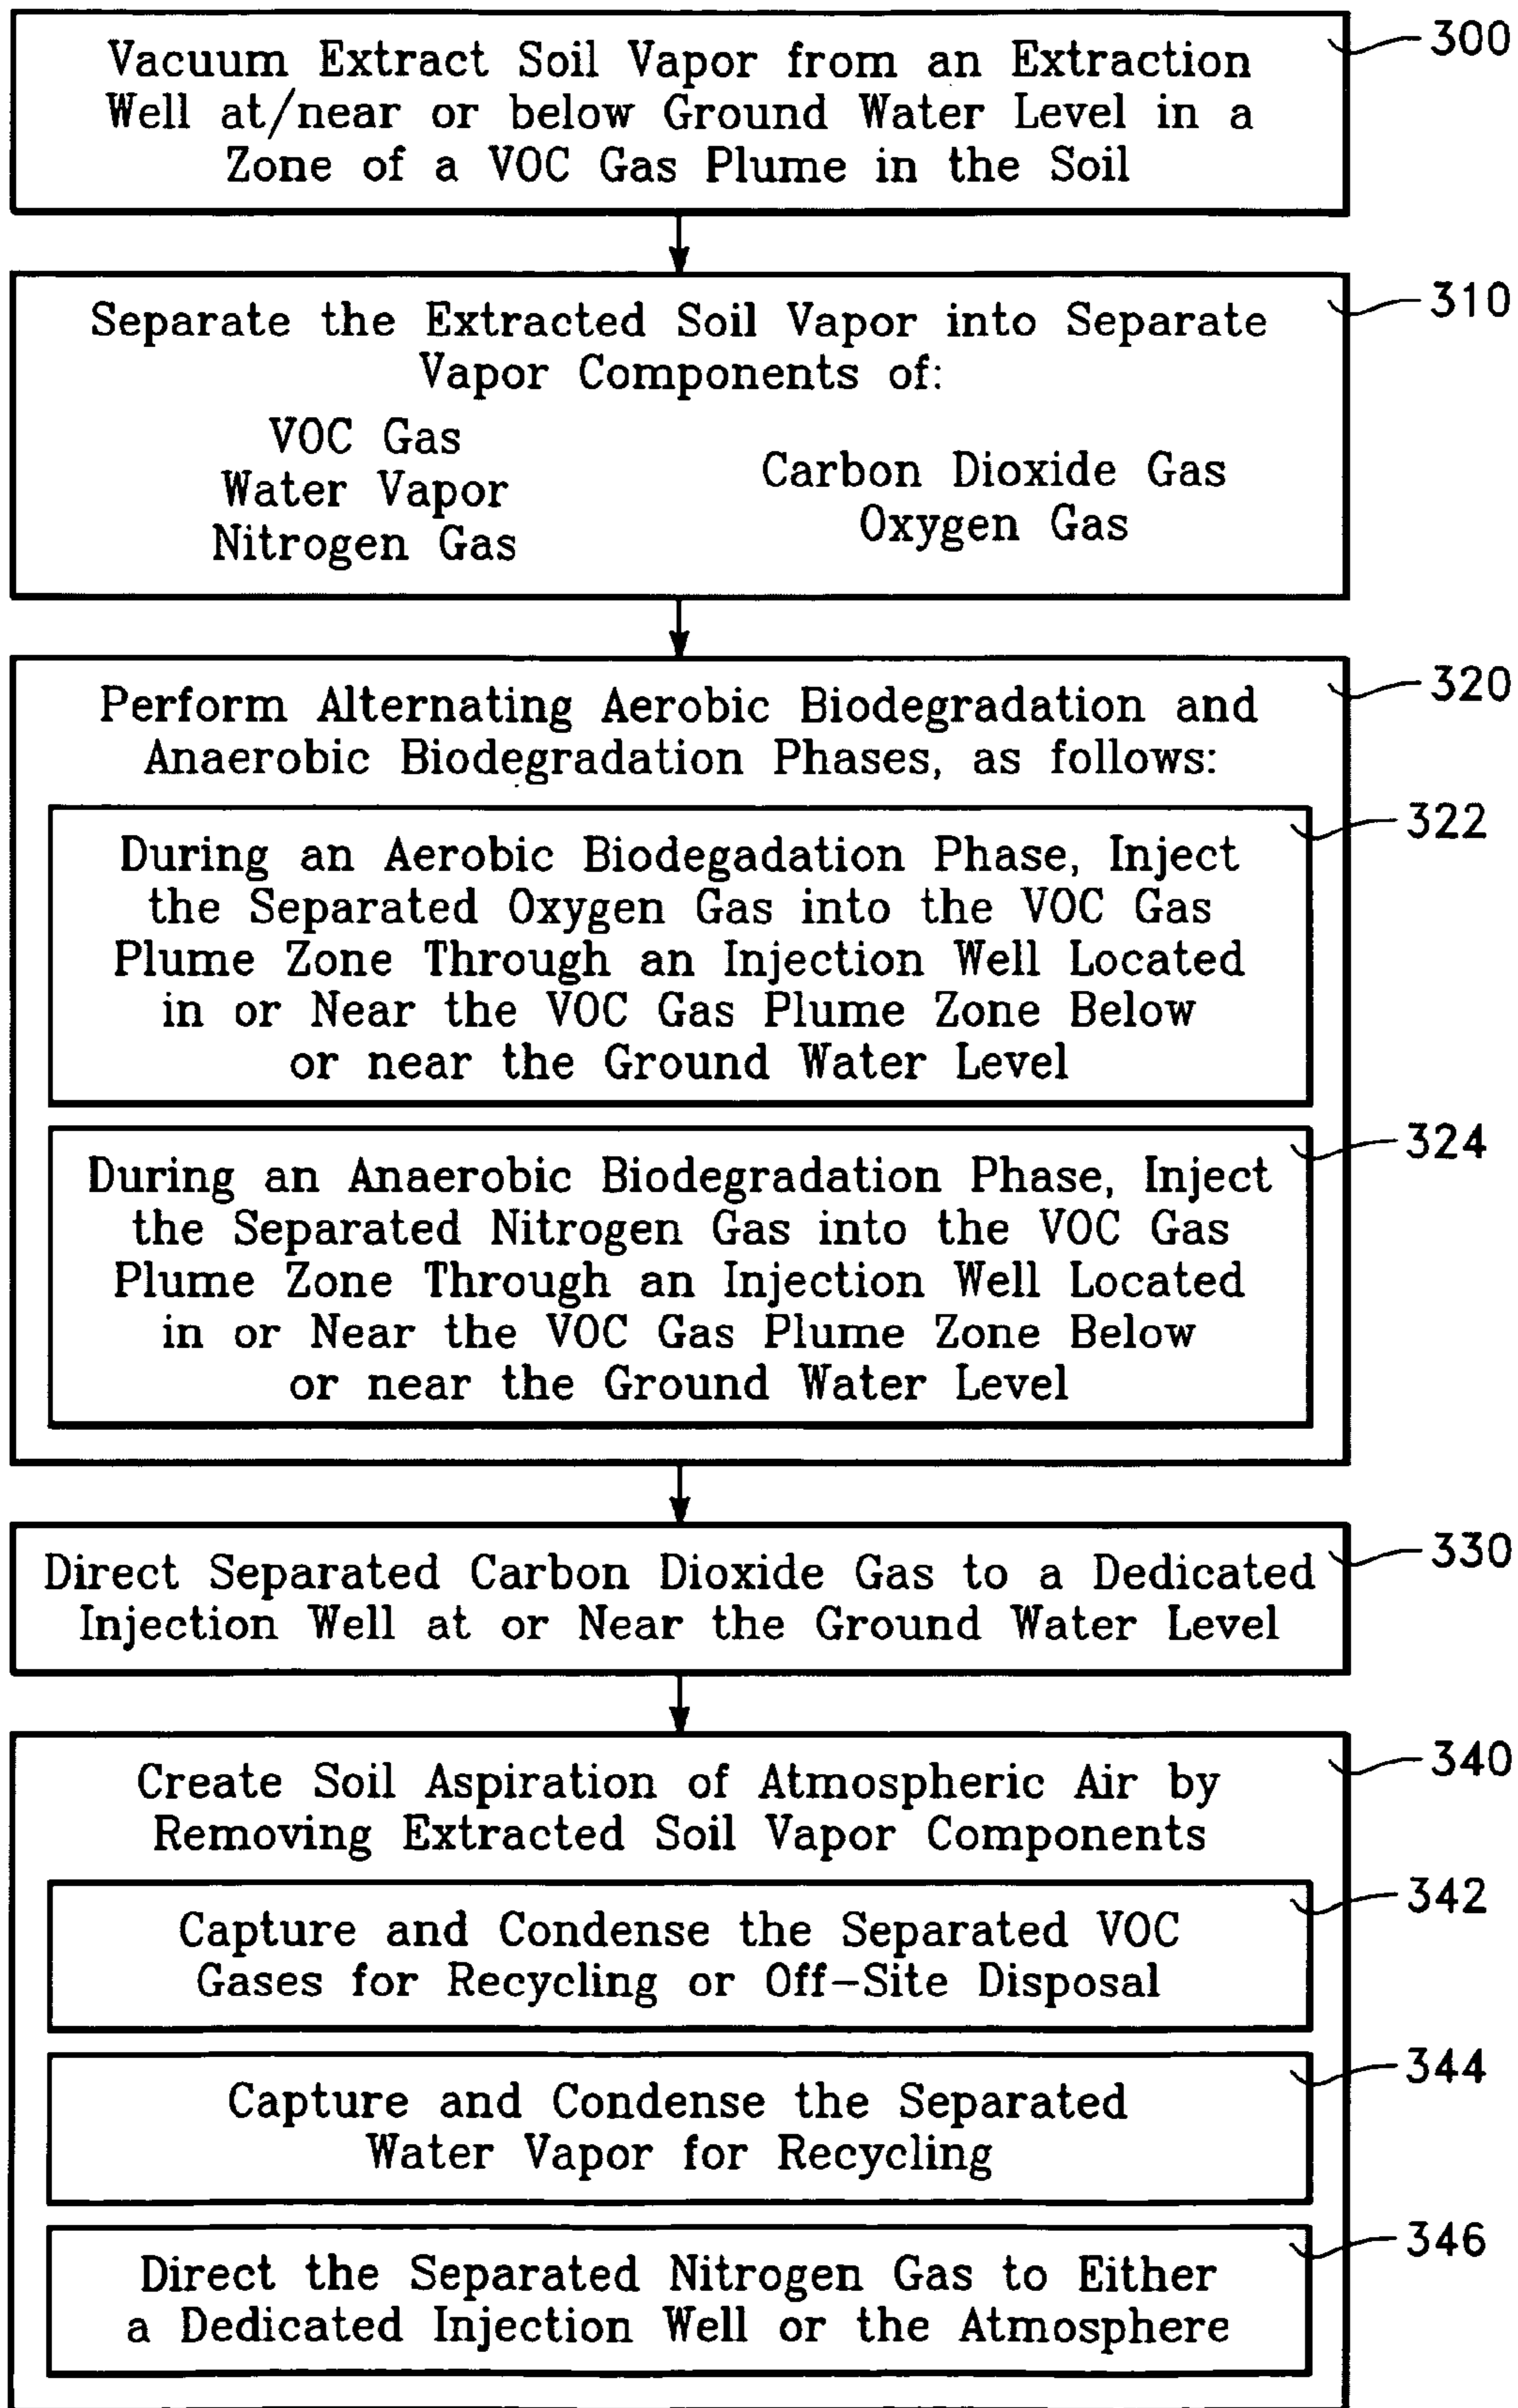 Vacuum Extract Soil Vapor from an Extraction
Well at/near or below Ground Water Level in a
Zone of a VOC Gas Plume in the Soil
300
Separate the Extracted Soil Vapor into Separate
Vapor Components of:
VOC Gas
Water Vapor
Nitrogen Gas
Carbon Dioxide Gas
Oxygen Gas
310
Perform Alternating Aerobic Biodegradation and
Anaerobic Biodegradation Phases, as follows:
320
During an Aerobic Biodegadation Phase, Inject
the Separated Oxygen Gas into the VOC Gas
Plume Zone Through an Injection Well Located
in or Near the VOC Gas Plume Zone Below
or near the Ground Water Level
322
During an Anaerobic Biodegradation Phase, Inject
the Separated Nitrogen Gas into the VOC Gas
Plume Zone Through an Injection Well Located
in or Near the VOC Gas Plume Zone Below
or near the Ground Water Level
324
Direct Separated Carbon Dioxide Gas to a Dedicated
Injection Well at or Near the Ground Water Level
330
Create Soil Aspiration of Atmospheric Air by
Removing Extracted Soil Vapor Components
340
Capture and Condense the Separated VOC
Gases for Recycling or Off-Site Disposal
342
Capture and Condense the Separated
Water Vapor for Recycling
344
Direct the Separated Nitrogen Gas to Either
a Dedicated Injection Well or the Atmosphere
346